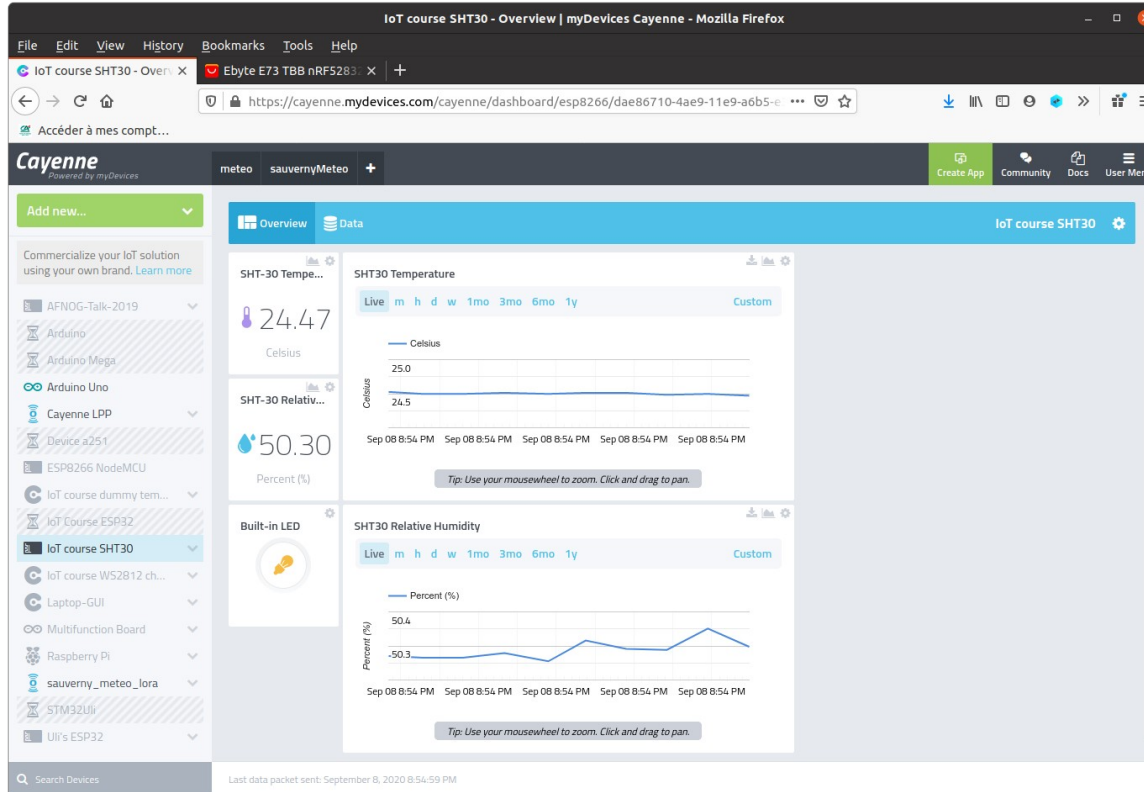 IoT course SHT30 - Overview | myDevices Cayenne - Mozilla Firefox
File Edit View History Bookmarks Tools Help
IoT course SHT30 - Over
Ebyte E73 TBB nRF52832
https://cayenne.mydevices.com/cayenne/dashboard/esp8266/dae86710-4ae9-11e9-a6b5-e
Accéder à mes compt...
Cayenne
Powered by myDevices
meteo sauvernyMeteo +
Create App Community Docs User Men
Add new...
Commercialize your IoT solution
using your own brand. Learn more
AFNOG-Talk-2019
Arduino
Arduino Mega
Arduino Uno
Cayenne LPP
Device a251
ESP8266 NodeMCU
IoT course dummy tem...
IoT Course ESP32
IoT course SHT30
IoT course WS2812 ch...
Laptop-GUI
Multifunction Board
Raspberry Pi
sauverny_meteo_lora
STM32Uli
Uli's ESP32
Search Devices
Overview Data IoT course SHT30
SHT-30 Tempe...
24.47
Celsius
SHT-30 Relativ...
50.30
Percent (%)
Built-in LED
SHT30 Temperature
Live m h d w 1mo 3mo 6mo 1y Custom
Celsius
Celsius
25.0
24.5
Sep 08 8:54 PM Sep 08 8:54 PM Sep 08 8:54 PM Sep 08 8:54 PM Sep 08 8:54 PM
Tip: Use your mousewheel to zoom. Click and drag to pan.
SHT30 Relative Humidity
Live m h d w 1mo 3mo 6mo 1y Custom
Percent (%)
Percent (%)
50.4
50.3
Sep 08 8:54 PM Sep 08 8:54 PM Sep 08 8:54 PM Sep 08 8:54 PM Sep 08 8:54 PM
Tip: Use your mousewheel to zoom. Click and drag to pan.
Last data packet sent: September 8, 2020 8:54:59 PM